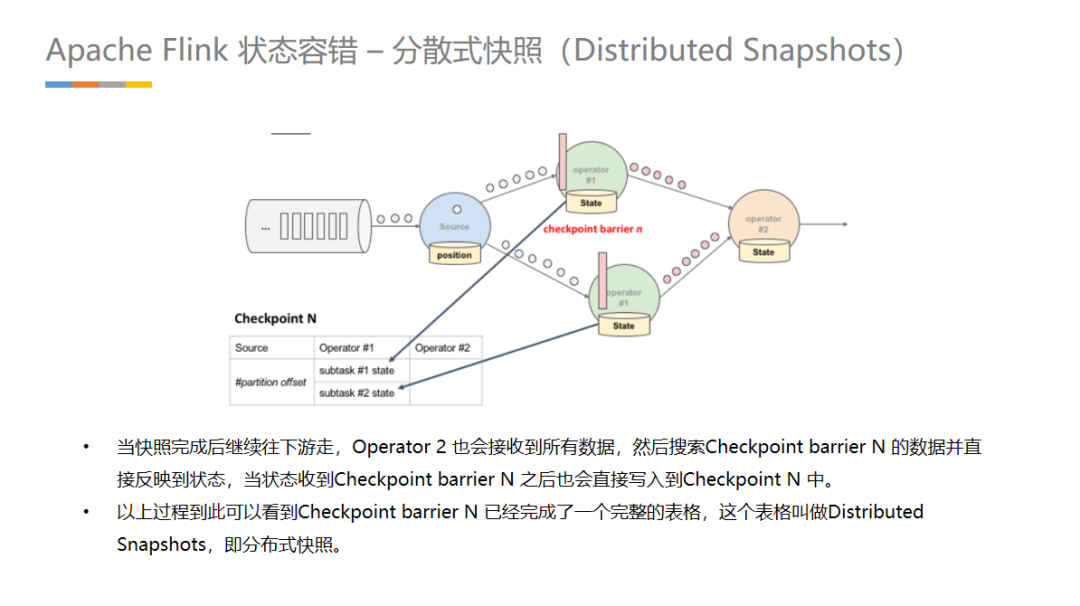 Apache Flink 状态容错 – 分散式快照（Distributed Snapshots）
...
Source
position
operator
#1
State
checkpoint barrier n
operator
#1
State
operator
#2
State
Checkpoint N
Source
Operator #1
Operator #2
#partition offset
subtask #1 state
subtask #2 state
• 当快照完成后继续往下游走，Operator 2 也会接收到所有数据，然后搜索Checkpoint barrier N 的数据并直
接反映到状态，当状态收到Checkpoint barrier N 之后也会直接写入到Checkpoint N 中。
• 以上过程到此可以看到Checkpoint barrier N 已经完成了一个完整的表格，这个表格叫做Distributed
Snapshots，即分布式快照。